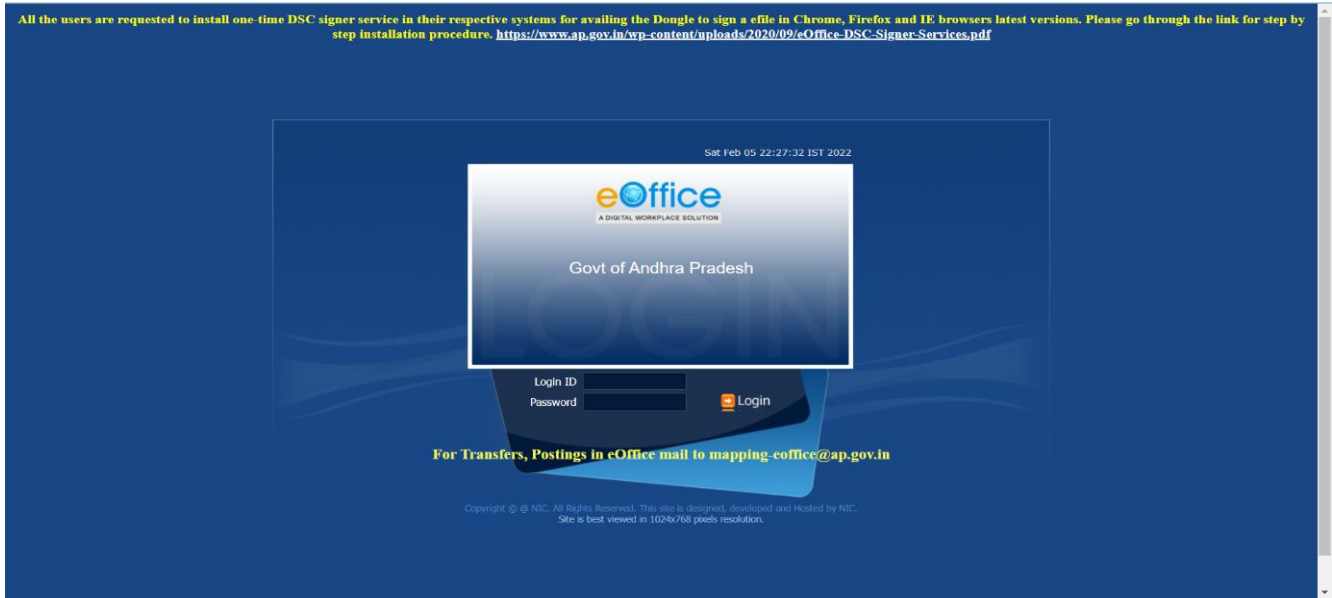 All the users are requested to install one-time DSC signer service in their respective systems for availing the Dongle to sign a efile in Chrome, Firefox and IE browsers latest versions. Please go through the link for step by
step installation procedure. https://www.ap.gov.in/wp-content/uploads/2020/09/eOffice-DSC-Signer-Services.pdf
Sat Feb 05 22:27:32 IST 2022
eOffice
A DIGITAL WORKPLACE SOLUTION
Govt of Andhra Pradesh
LOGIN
Login ID
Password
Login
For Transfers, Postings in eOffice mail to mapping-eoffice@ap.gov.in
Copyright © @ NIC. All Rights Reserved. This site is designed, developed and Hosted by NIC.
Site is best viewed in 1024x768 pixels resolution.